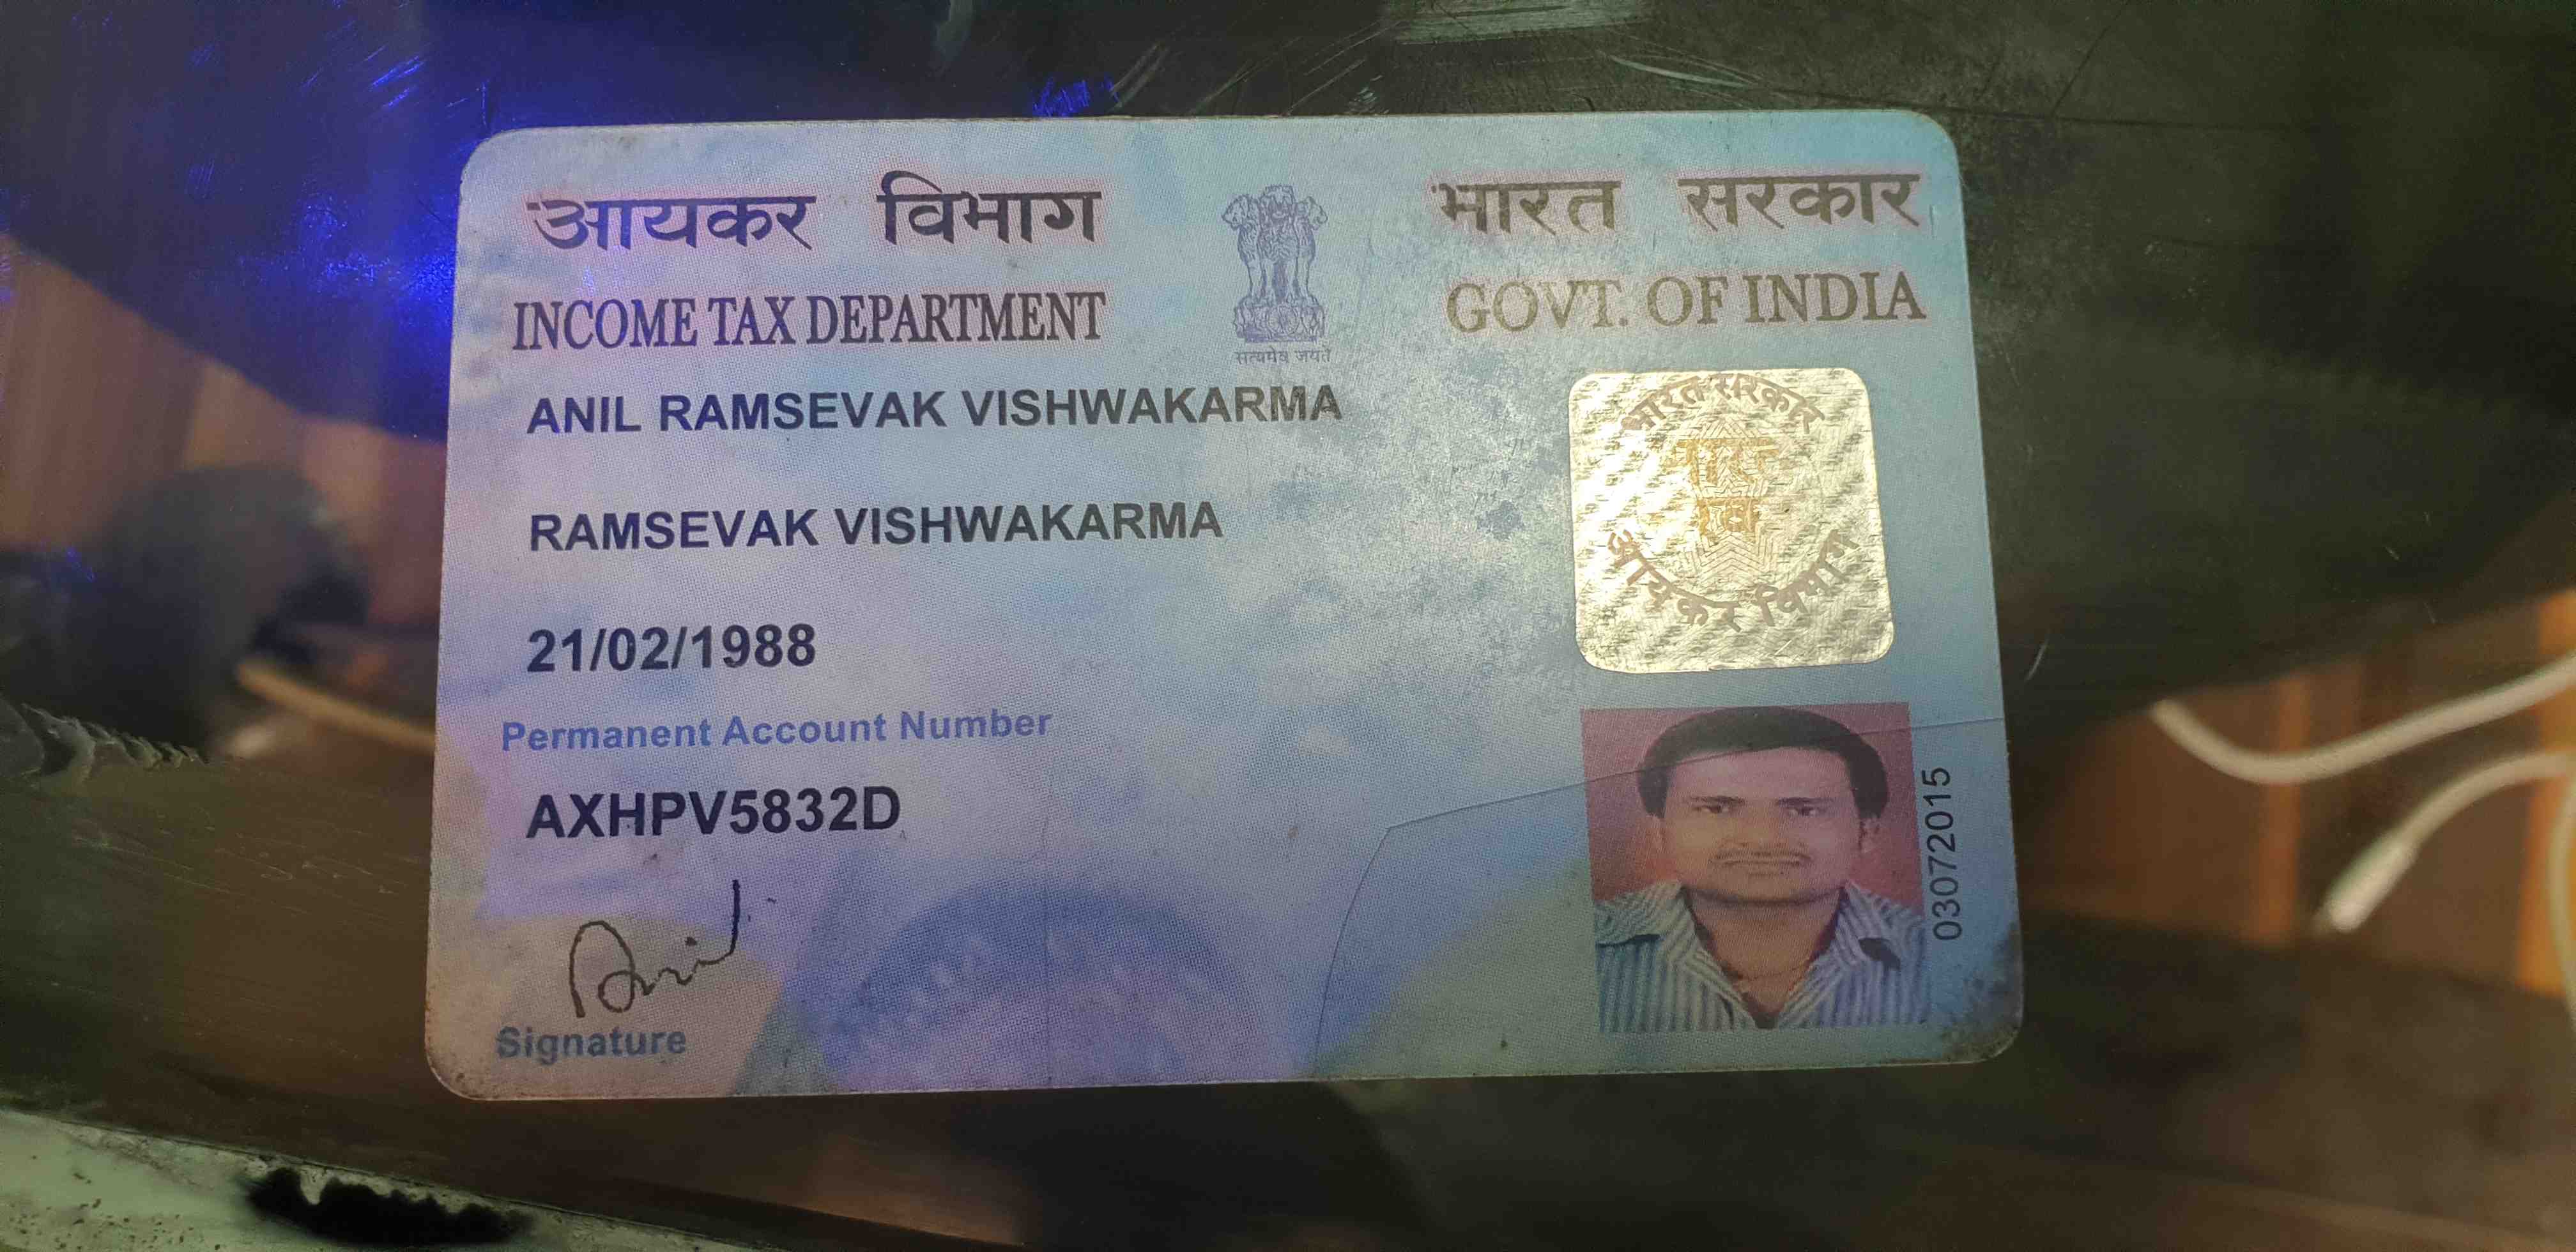 आयकर विभाग
INCOME TAX DEPARTMENT
सत्यमेव जयते
भारत सरकार
GOVT. OF INDIA
ANIL RAMSEVAK VISHWAKARMA
RAMSEVAK VISHWAKARMA
21/02/1988
Permanent Account Number
AXHPV5832D
Anil
Signature
भारत सरकार
आयकर विभाग
03072015